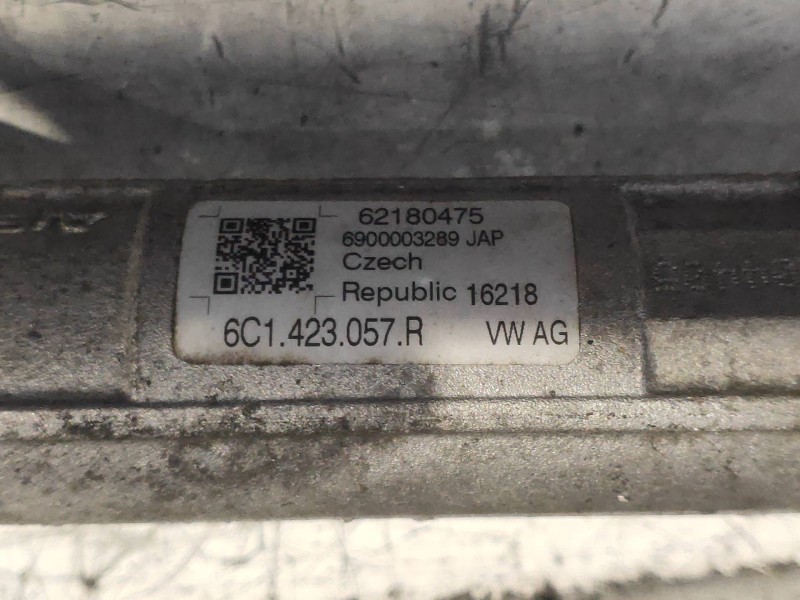 62180475
6900003289 JAP
Czech
Republic 16218
6C1.423.057.R VW AG